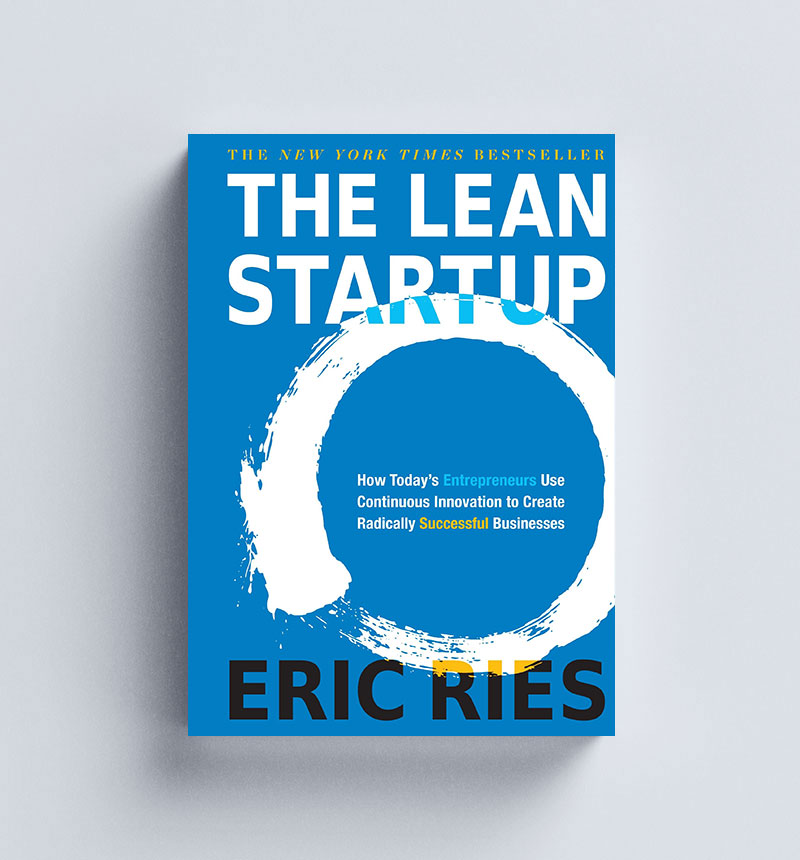 THE NEW YORK TIMES BESTSELLER
THE LEAN
STARTUP
How Today's Entrepreneurs Use
Continuous Innovation to Create
Radically Successful Businesses
ERIC RIES